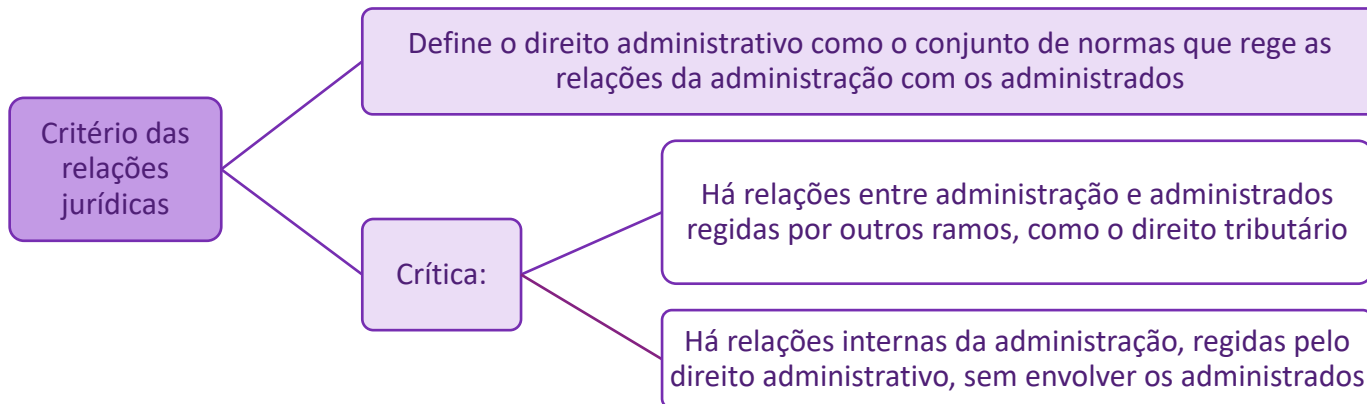 Define o direito administrativo como o conjunto de normas que rege as
relações da administração com os administrados
Critério das
relações
jurídicas
Há relações entre administração e administrados
regidas por outros ramos, como o direito tributário
Crítica:
Há relações internas da administração, regidas pelo
direito administrativo, sem envolver os administrados